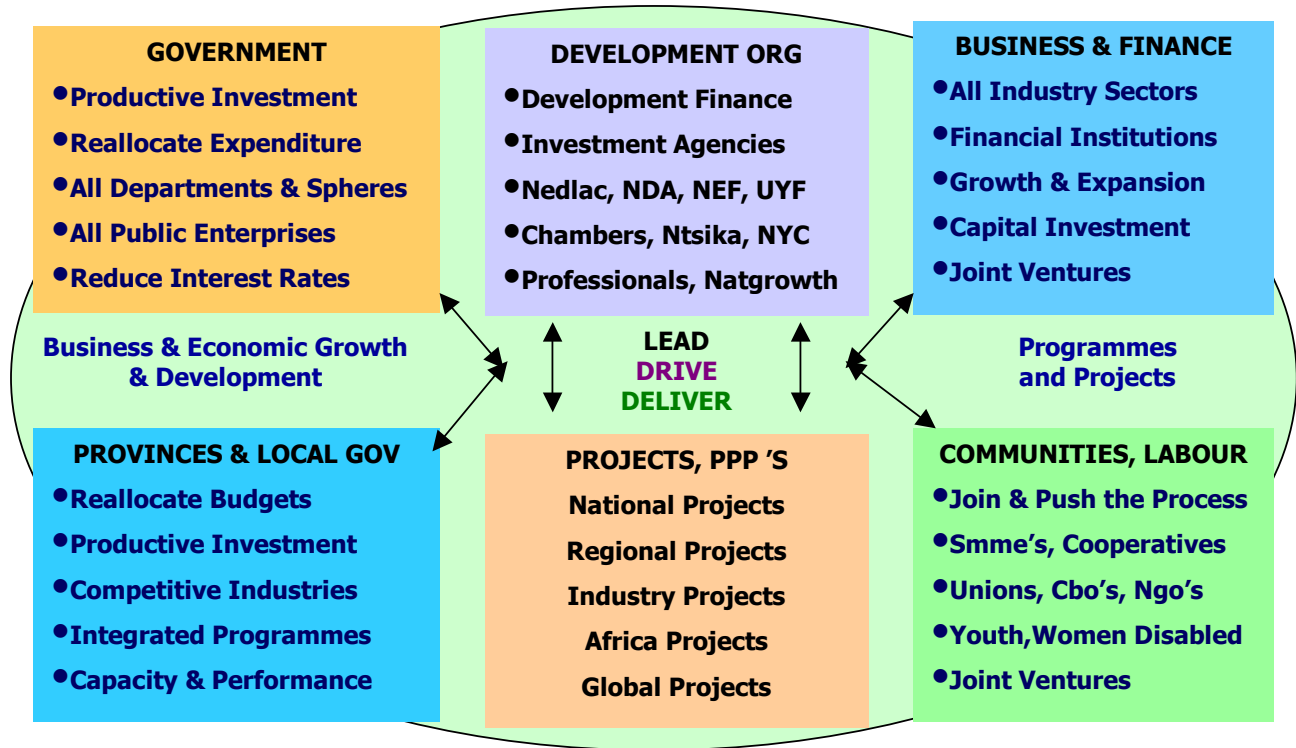 GOVERNMENT
•Productive Investment
•Reallocate Expenditure
•All Departments & Spheres
•All Public Enterprises
•Reduce Interest Rates
DEVELOPMENT ORG
•Development Finance
•Investment Agencies
•Nedlac, NDA, NEF, UYF
•Chambers, Ntsika, NYC
•Professionals, Natgrowth
BUSINESS & FINANCE
•All Industry Sectors
•Financial Institutions
•Growth & Expansion
•Capital Investment
•Joint Ventures
Business & Economic Growth
& Development
LEAD
DRIVE
DELIVER
Programmes
and Projects
PROVINCES & LOCAL GOV
•Reallocate Budgets
•Productive Investment
•Competitive Industries
•Integrated Programmes
•Capacity & Performance
PROJECTS, PPP ’S
National Projects
Regional Projects
Industry Projects
Africa Projects
Global Projects
COMMUNITIES, LABOUR
•Join & Push the Process
•Smme’s, Cooperatives
•Unions, Cbo’s, Ngo’s
•Youth,Women Disabled
•Joint Ventures